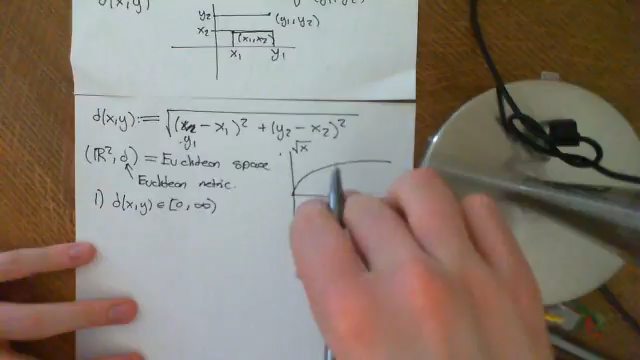 y₂
(y₁, y₂)
x₂
(x₁, x₂)
x₁ y₁
d(x,y) := √((y₁ - x₁)² + (y₂ - x₂)²)
(ℝ², d) = Euclidean space
√x
Euclidean metric.
1) d(x,y) ∈ [0, ∞)